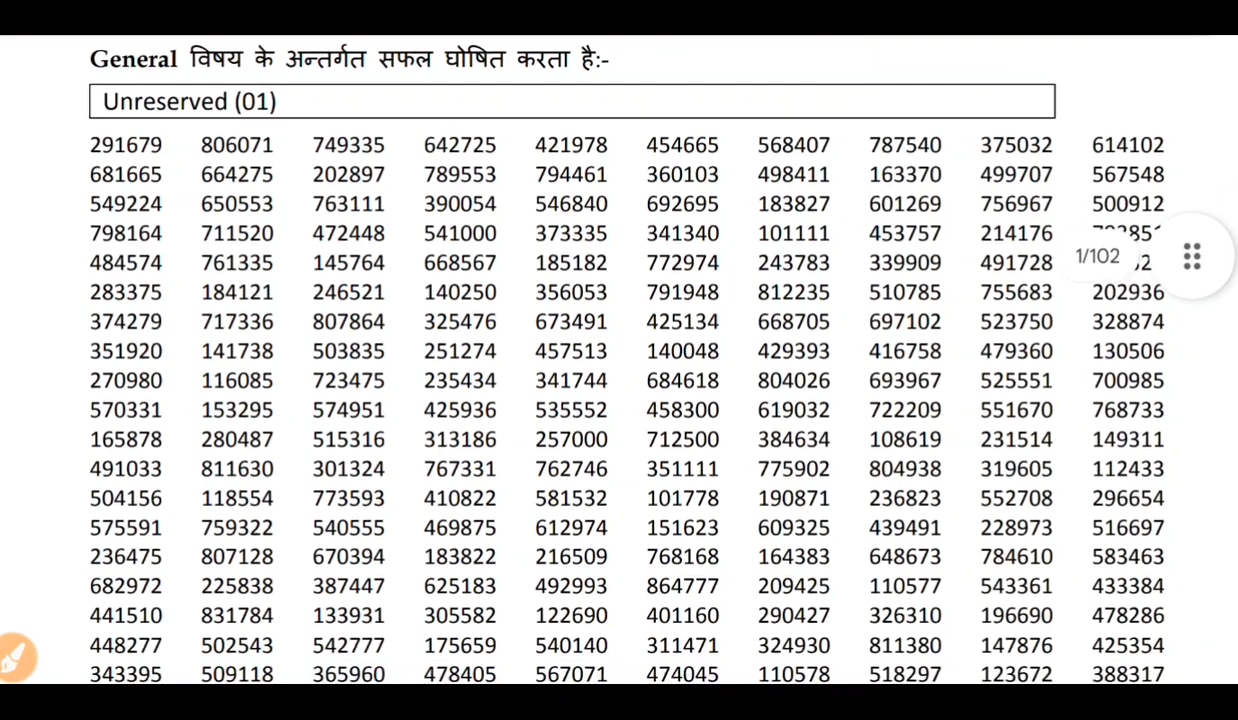 General विषय के अन्तर्गत सफल घोषित करता है:-
Unreserved (01)
291679 806071 749335 642725 421978 454665 568407 787540 375032 614102
681665 664275 202897 789553 794461 360103 498411 163370 499707 567548
549224 650553 763111 390054 546840 692695 183827 601269 756967 500912
798164 711520 472448 541000 373335 341340 101111 453757 214176
484574 761335 145764 668567 185182 772974 243783 339909 491728 1/102
283375 184121 246521 140250 356053 791948 812235 510785 755683 202936
374279 717336 807864 325476 673491 425134 668705 697102 523750 328874
351920 141738 503835 251274 457513 140048 429393 416758 479360 130506
270980 116085 723475 235434 341744 684618 804026 693967 525551 700985
570331 153295 574951 425936 535552 458300 619032 722209 551670 768733
165878 280487 515316 313186 257000 712500 384634 108619 231514 149311
491033 811630 301324 767331 762746 351111 775902 804938 319605 112433
504156 118554 773593 410822 581532 101778 190871 236823 552708 296654
575591 759322 540555 469875 612974 151623 609325 439491 228973 516697
236475 807128 670394 183822 216509 768168 164383 648673 784610 583463
682972 225838 387447 625183 492993 864777 209425 110577 543361 433384
441510 831784 133931 305582 122690 401160 290427 326310 196690 478286
448277 502543 542777 175659 540140 311471 324930 811380 147876 425354
343395 509118 365960 478405 567071 474045 110578 518297 123672 388317